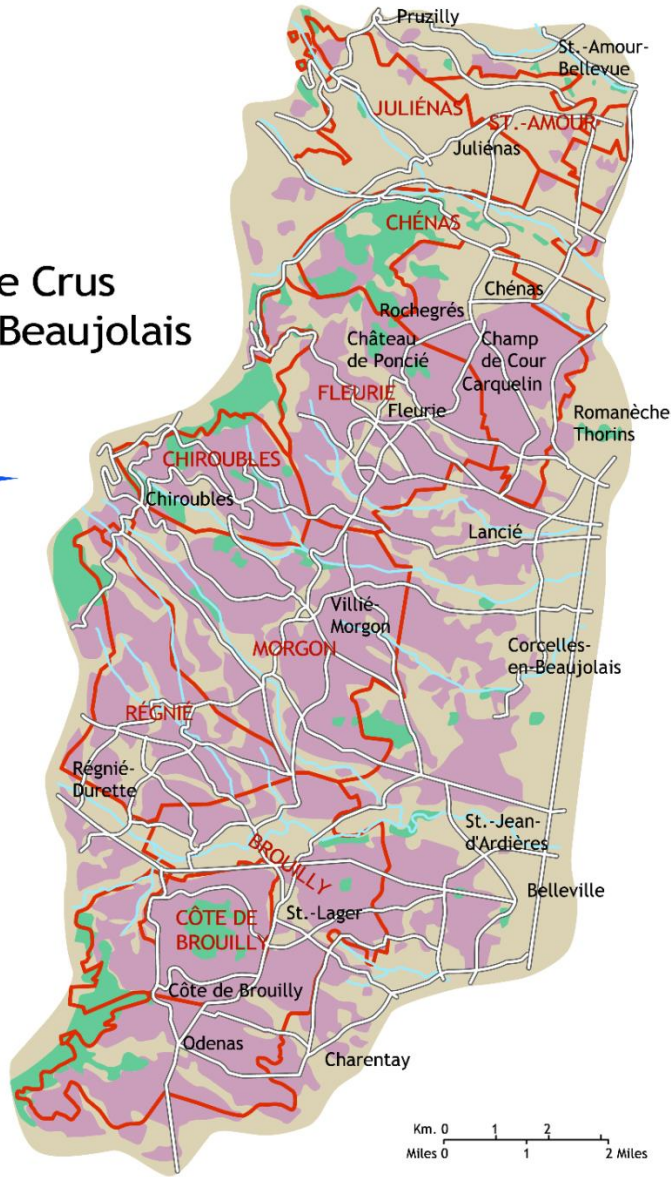 Pruzilly
St.-Amour-
Bellevue
JULIÉNAS
ST.-AMOUR
Juliénas
CHÉNAS
e Crus
Beaujolais
Chénas
Rochegrés
Château
de Poncié
Champ
de Cour
Carquelin
FLEURIE
Fleurie
Romanèche
Thorins
CHIROUBLES
Chiroubles
Lancié
Villié-
Morgon
MORGON
Corcelles-
en-Beaujolais
RÉGNIÉ
Régnié-
Durette
St.-Jean-
d'Ardières
BROUILLY
Belleville
CÔTE DE
BROUILLY
St.-Lager
Côte de Brouilly
Odenas
Charentay
Km. 0 1 2
Miles 0 1 2 Miles